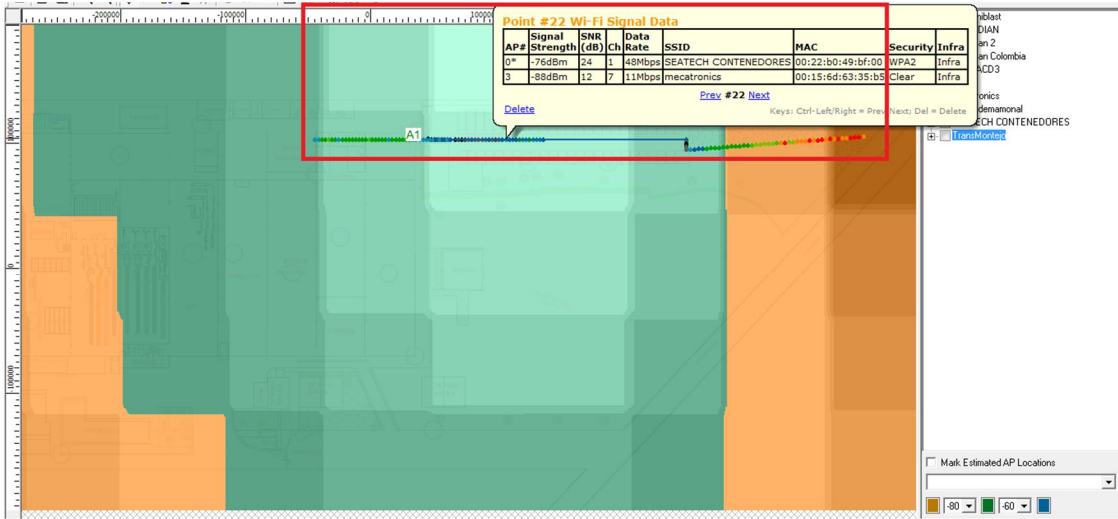 -200000 -100000 0 100000
Point #22 Wi-Fi Signal Data
AP# Signal Strength SNR (dB) Ch Data Rate SSID MAC Security Infra
0* -76dBm 24 1 48Mbps SEATECH CONTENEDORES 00:22:b0:49:bf:00 WPA2 Infra
3 -88dBm 12 7 11Mbps mecatronics 00:15:6d:63:35:b5 Clear Infra
Prev #22 Next
Delete Keys: Ctrl-Left/Right = Prev/Next; Del = Delete
niblast
DIAN
an 2
an Colombia
ACD3
onics
demamonal
TECH CONTENEDORES
TransMontejo
A1
100000
0
-100000
Mark Estimated AP Locations
-80 -60